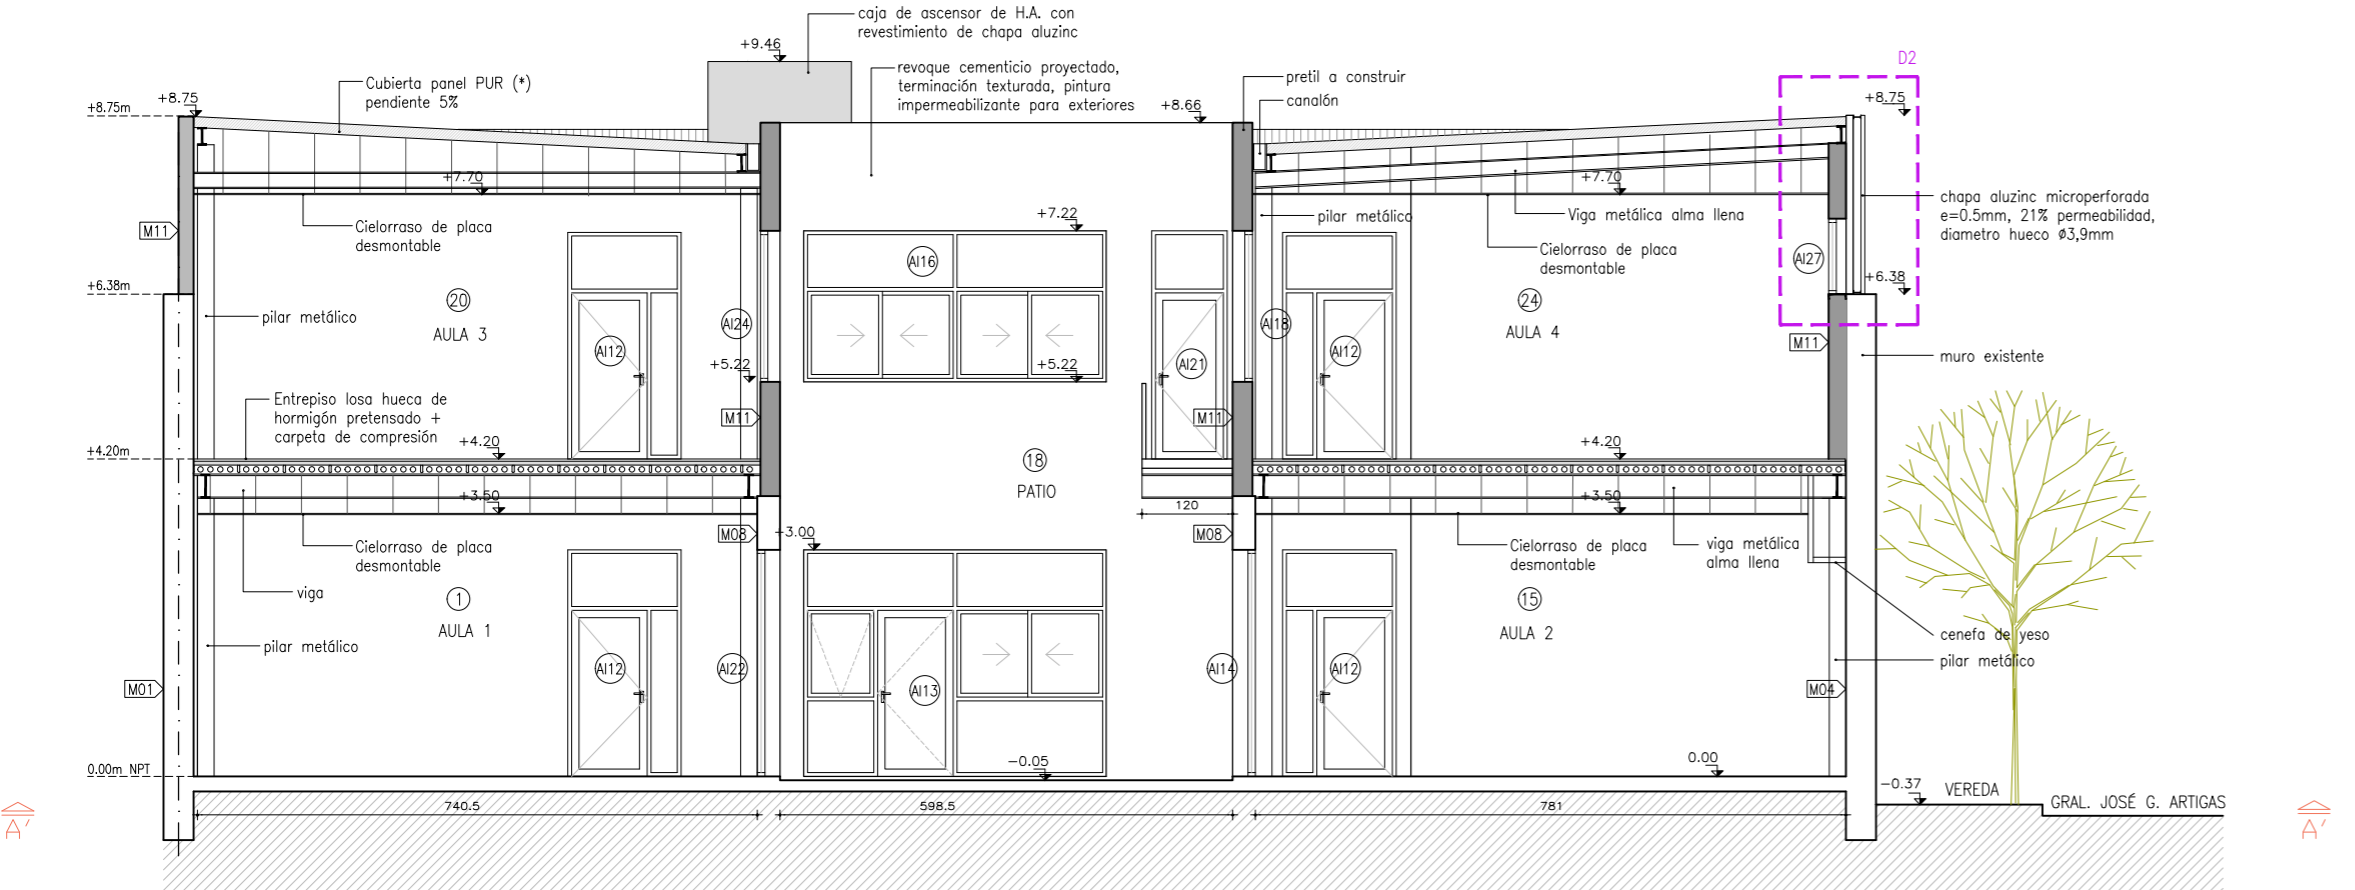 caja de ascensor de H.A. con
revestimiento de chapa aluzinc
+9.46
D2
revoque cementicio proyectado,
terminación texturada, pintura
impermeabilizante para exteriores
pretil a construir
canalón
Cubierta panel PUR (*)
pendiente 5%
+8.75m
+8.75
+8.66
+8.75
+7.70
+7.70
chapa aluzinc microperforada
e=0.5mm, 21% permeabilidad,
diametro hueco Ø3,9mm
M11
Cielorraso de placa
desmontable
+7.22
pilar metálico
Viga metálica alma llena
Cielorraso de placa
desmontable
AI16
AI27
+6.38m
+6.38
20
AULA 3
24
AULA 4
pilar metálico
AI24
AI18
AI12
AI21
AI12
M11
muro existente
+5.22
+5.22
Entrepiso losa hueca de
hormigón pretensado +
carpeta de compresión
M11
M11
+4.20m
+4.20
+4.20
18
PATIO
+3.50
120
+3.50
M08
+3.00
M08
Cielorraso de placa
desmontable
Cielorraso de placa
desmontable
viga metálica
alma llena
viga
1
AULA 1
15
AULA 2
cenefa de yeso
pilar metálico
pilar metálico
M01
AI12
AI22
AI13
AI14
AI12
M04
0.00m NPT
-0.05
0.00
-0.37
VEREDA
GRAL. JOSÉ G. ARTIGAS
740.5
598.5
781
A'
A'